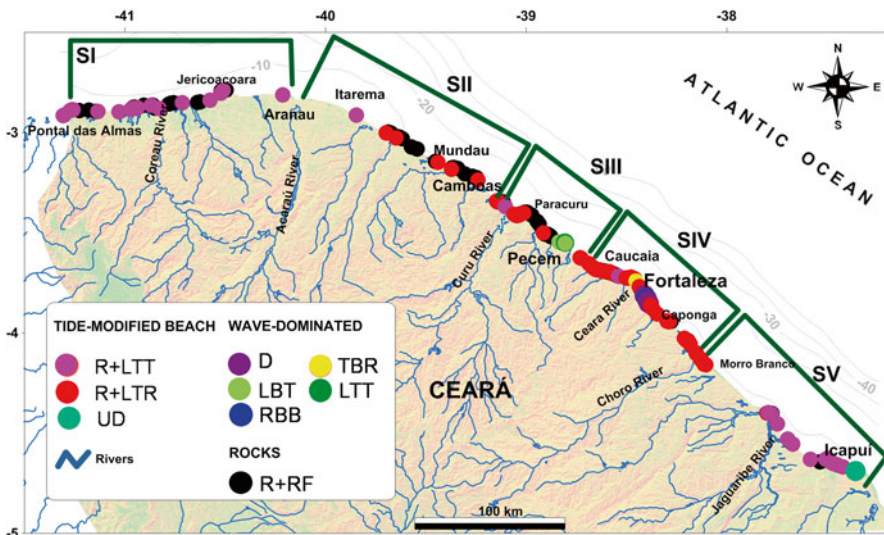 -41
-40
-39
-38
SI
-10
Jericoacoara
Pontal das Almas
Coreau River
Acaraú River
Aranau
Itarema
-20
SII
N
W
E
S
ATLANTIC OCEAN
-3
Mundau
Camboas
SIII
Paracuru
Curu River
Pecem
SIV
Caucaia
Fortaleza
Ceara River
Caponga
-30
-4
Morro Branco
SV
Choro River
CEARÁ
-40
Jaguaribe River
Icapui
TIDE-MODIFIED BEACH
WAVE-DOMINATED
R+LTT
D
TBR
R+LTR
LBT
LTT
UD
RBB
Rivers
ROCKS
R+RF
100 km
-5